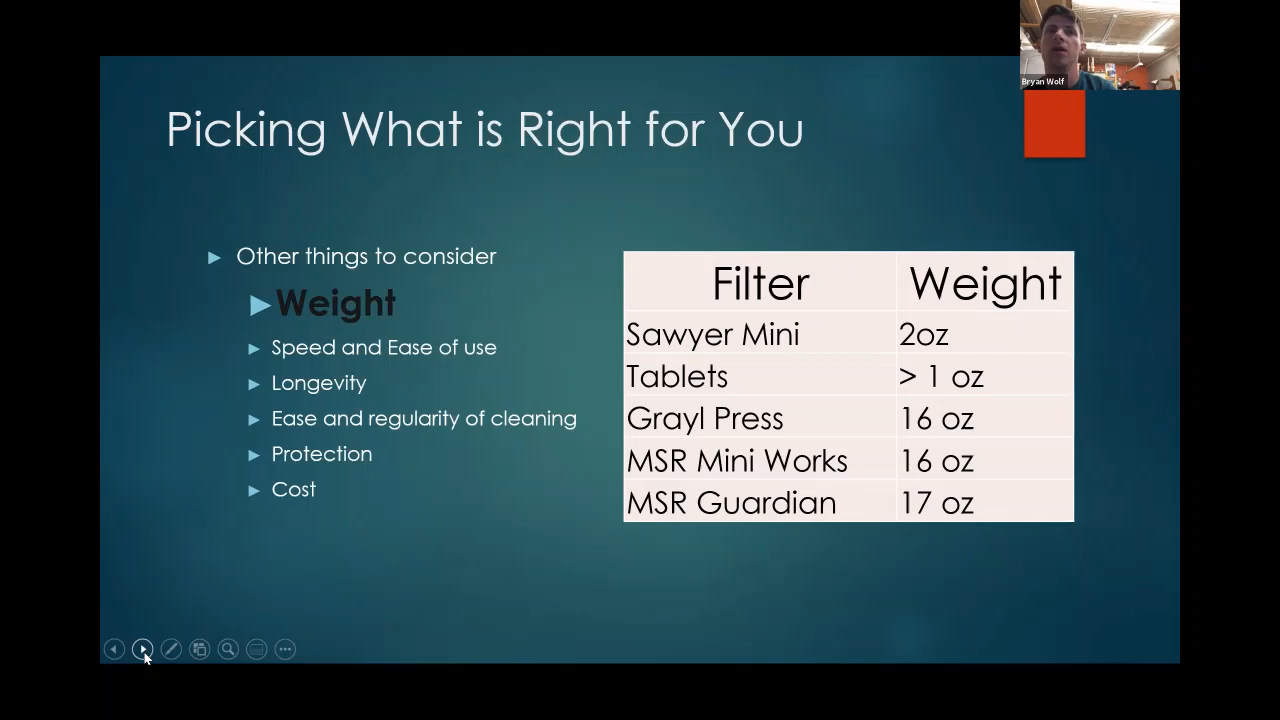 Bryan Wolf
Picking What is Right for You
Other things to consider
Weight
Speed and Ease of use
Longevity
Ease and regularity of cleaning
Protection
Cost
Filter Weight
Sawyer Mini 2oz
Tablets > 1 oz
Grayl Press 16 oz
MSR Mini Works 16 oz
MSR Guardian 17 oz